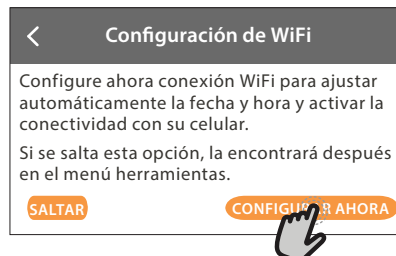 Configuración de WiFi
Configure ahora conexión WiFi para ajustar
automáticamente la fecha y hora y activar la
conectividad con su celular.
Si se salta esta opción, la encontrará después
en el menú herramientas.
SALTAR
CONFIGURAR AHORA